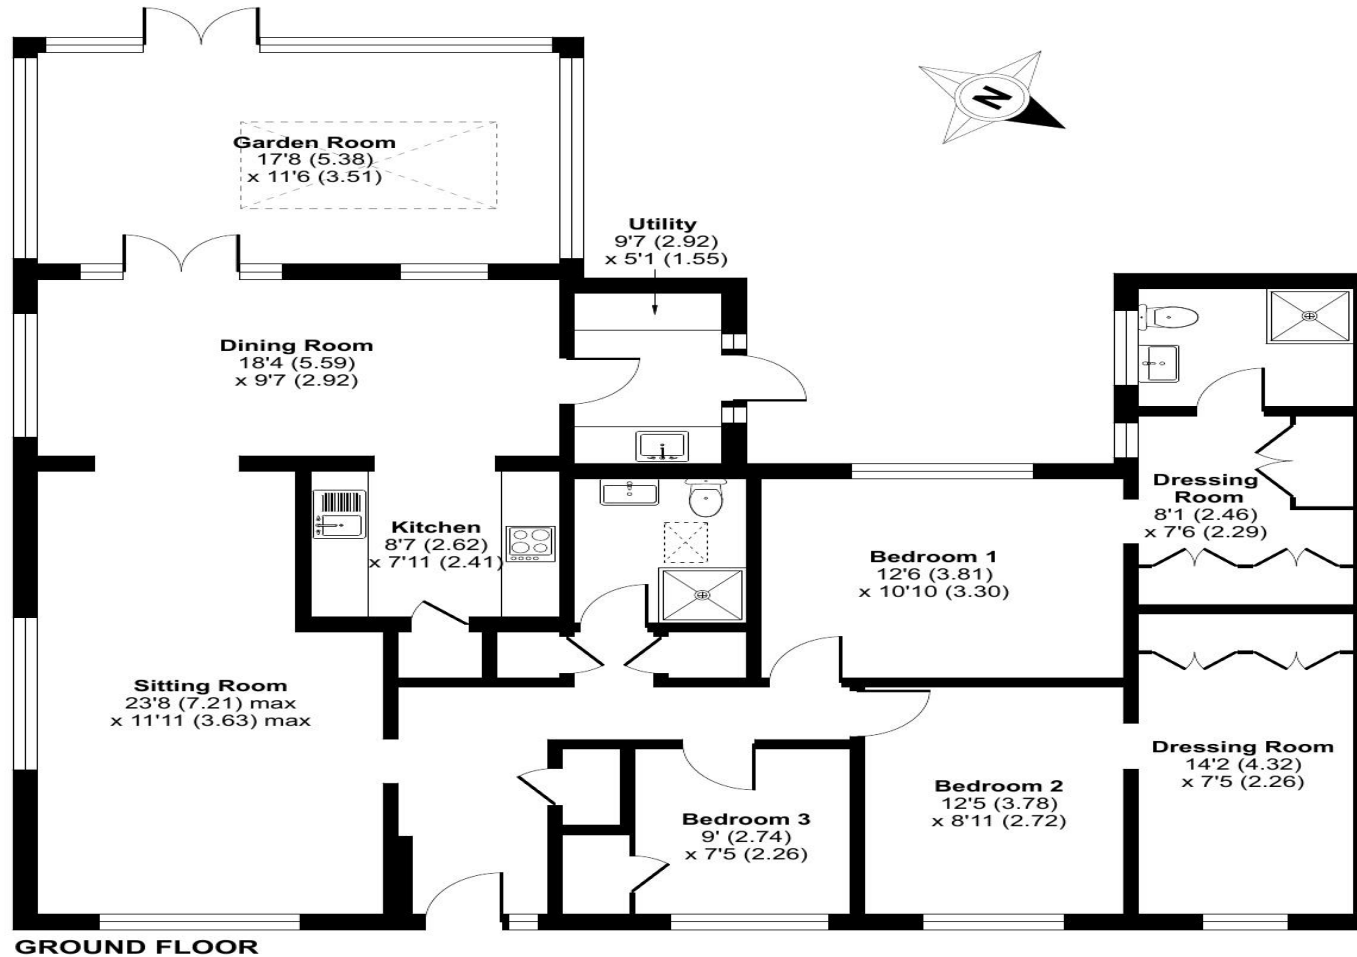 N
Garden Room
17'8 (5.38)
x 11'6 (3.51)
Utility
9'7 (2.92)
x 5'1 (1.55)
Dining Room
18'4 (5.59)
x 9'7 (2.92)
Kitchen
8'7 (2.62)
x 7'11 (2.41)
Dressing
Room
8'1 (2.46)
x 7'6 (2.29)
Bedroom 1
12'6 (3.81)
x 10'10 (3.30)
Sitting Room
23'8 (7.21) max
x 11'11 (3.63) max
Dressing Room
14'2 (4.32)
x 7'5 (2.26)
Bedroom 2
12'5 (3.78)
x 8'11 (2.72)
Bedroom 3
9' (2.74)
x 7'5 (2.26)
GROUND FLOOR